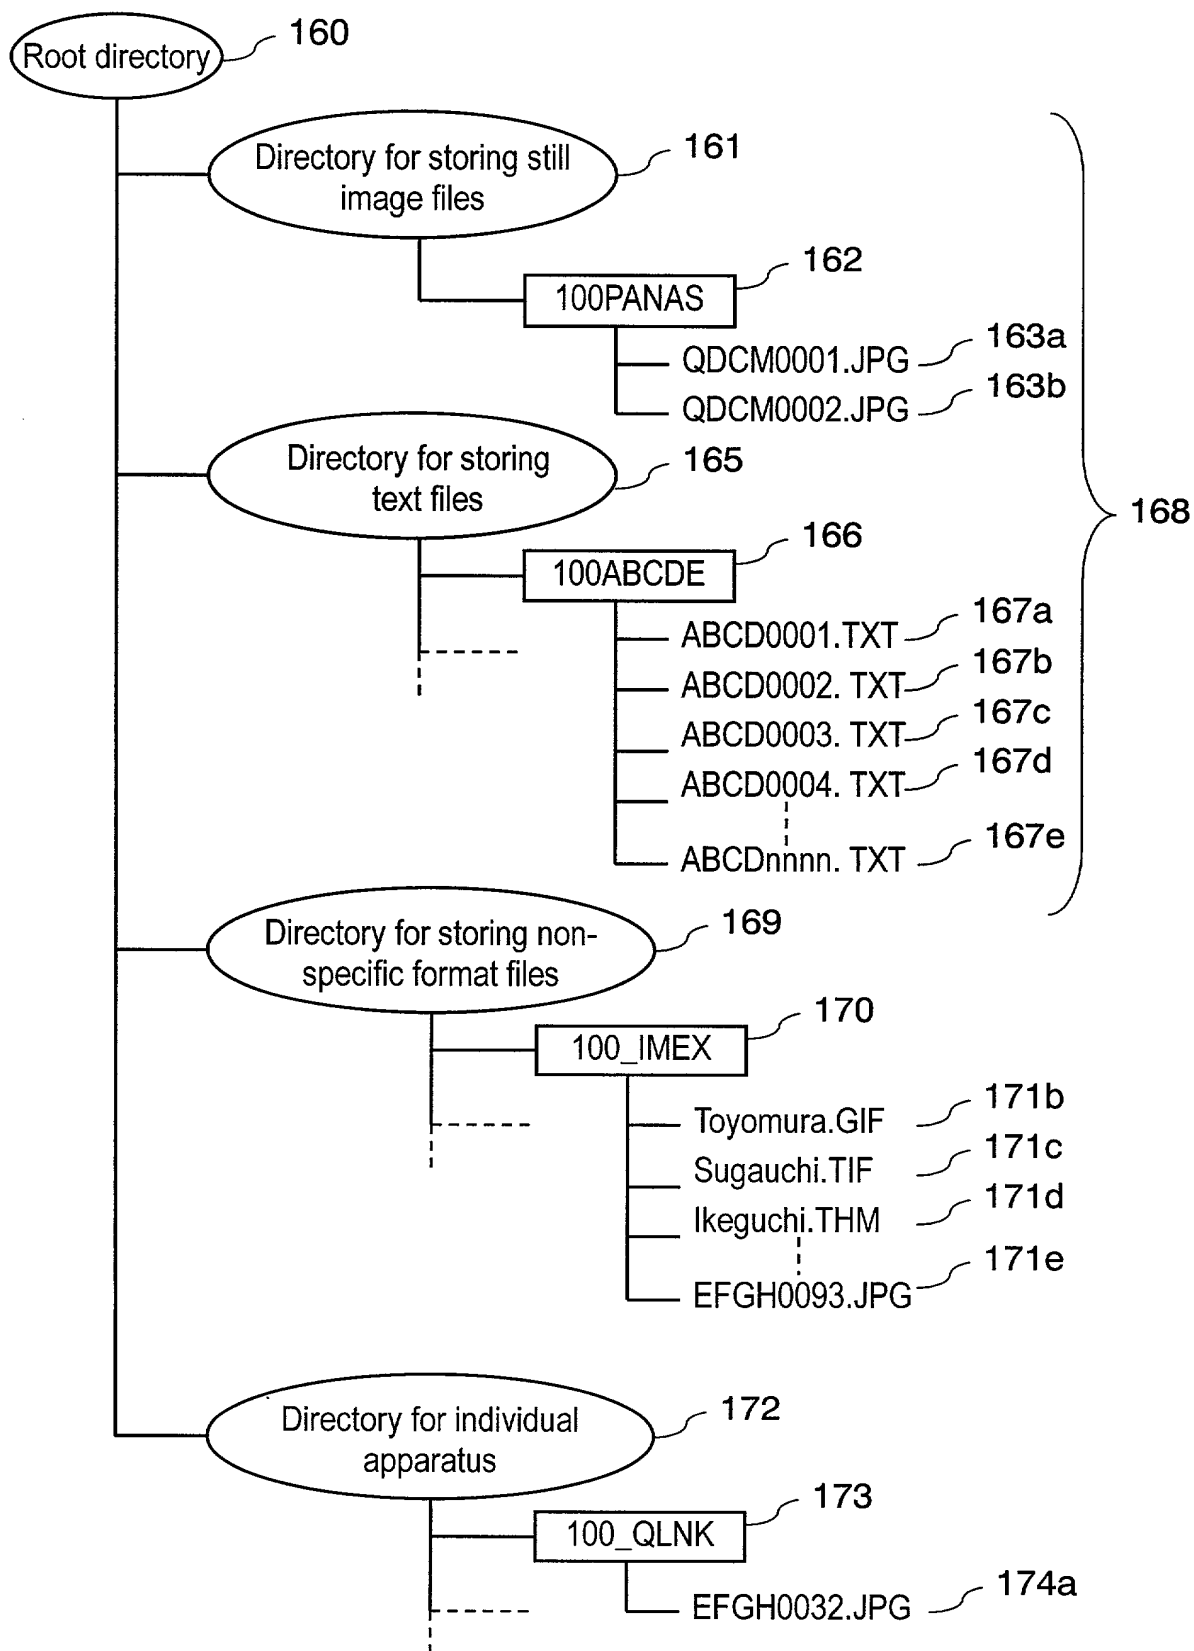 Root directory
160
Directory for storing still
image files
161
100PANAS
162
QDCM0001.JPG
163a
QDCM0002.JPG
163b
Directory for storing
text files
165
168
100ABCDE
166
ABCD0001.TXT
167a
ABCD0002. TXT
167b
ABCD0003. TXT
167c
ABCD0004. TXT
167d
ABCDnnnn. TXT
167e
Directory for storing non-
specific format files
169
100_IMEX
170
Toyomura.GIF
171b
Sugauchi.TIF
171c
Ikeguchi.THM
171d
EFGH0093.JPG
171e
Directory for individual
apparatus
172
100_QLNK
173
EFGH0032.JPG
174a